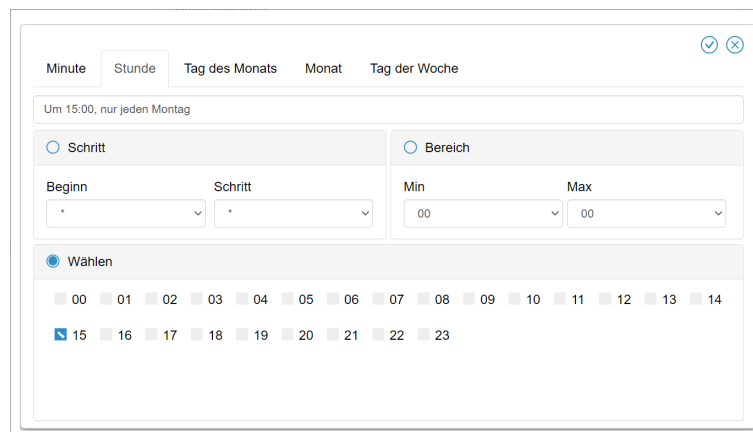 Minute Stunde Tag des Monats Monat Tag der Woche
Um 15:00, nur jeden Montag
Schritt
Beginn Schritt
* *
Bereich
Min Max
00 00
Wählen
00 01 02 03 04 05 06 07 08 09 10 11 12 13 14
15 16 17 18 19 20 21 22 23